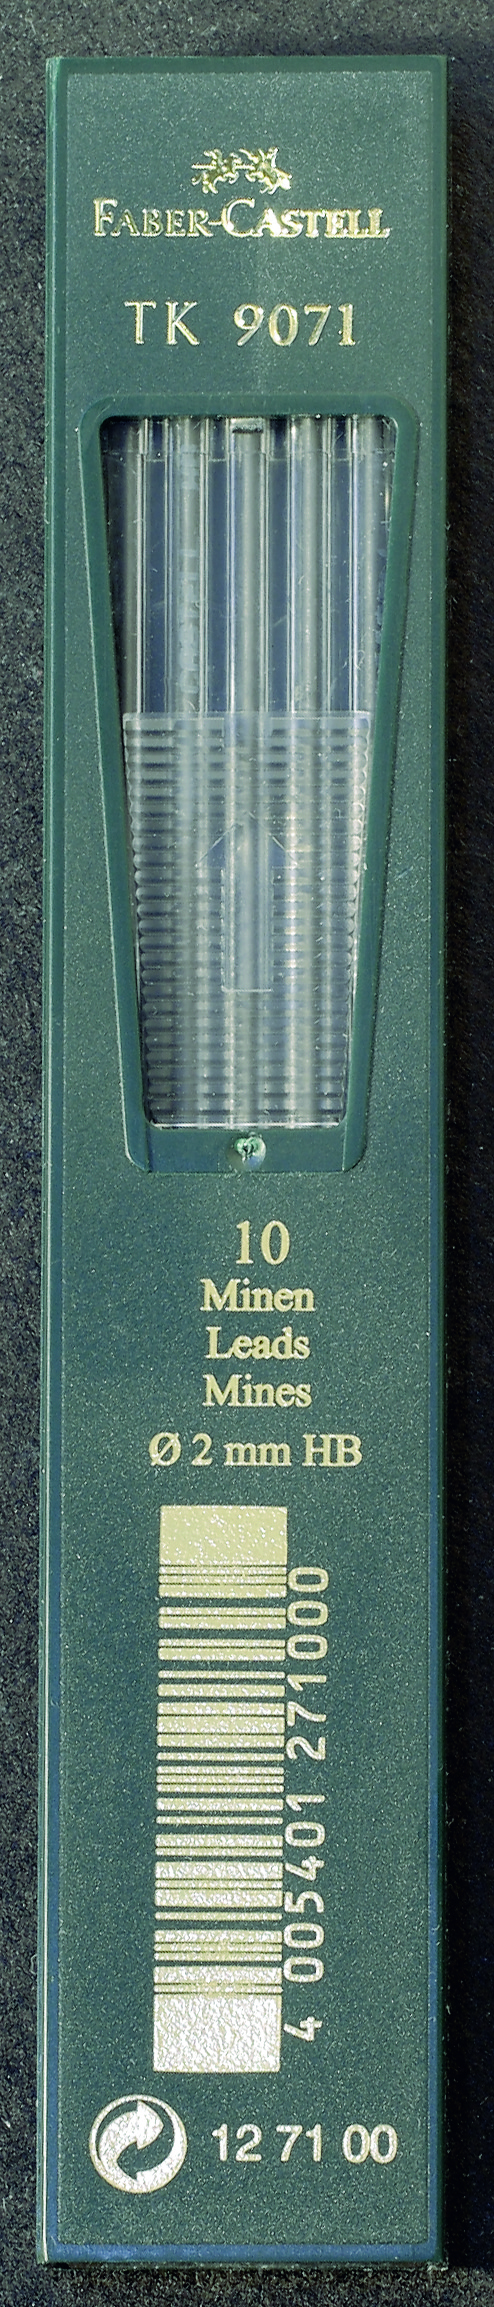 FABER-CASTELL
TK 9071
10
Minen
Leads
Mines
Ø 2 mm HB
4 005401 271000
12 71 00